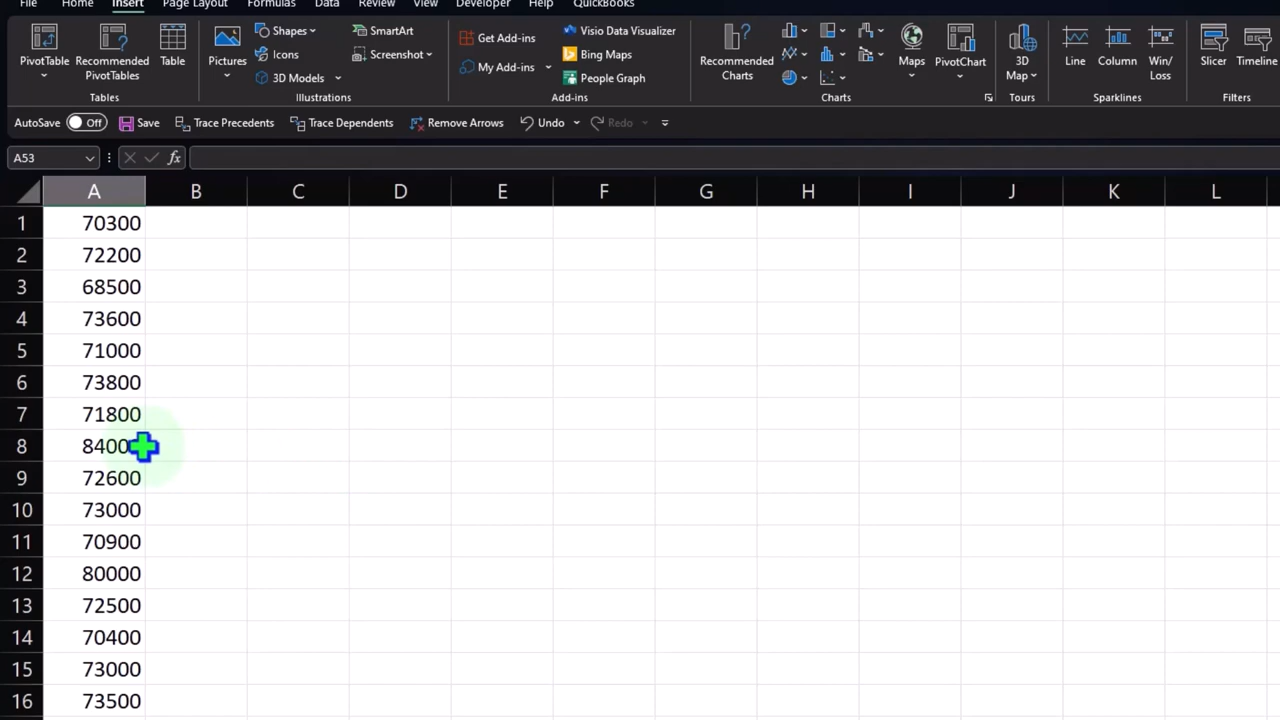 File Home Insert Page Layout Formulas Data Review View Developer Help QuickBooks
PivotTable Recommended PivotTables Table
Tables
Pictures Shapes Icons 3D Models SmartArt Screenshot
Illustrations
Get Add-ins My Add-ins Visio Data Visualizer Bing Maps People Graph
Add-ins
Recommended Charts Maps PivotChart
Charts
3D Map
Tours
Line Column Win/Loss
Sparklines
Slicer Timeline
Filters
AutoSave Off Save Trace Precedents Trace Dependents Remove Arrows Undo Redo
A53 fx
A B C D E F G H I J K L
1 70300
2 72200
3 68500
4 73600
5 71000
6 73800
7 71800
8 8400
9 72600
10 73000
11 70900
12 80000
13 72500
14 70400
15 73000
16 73500